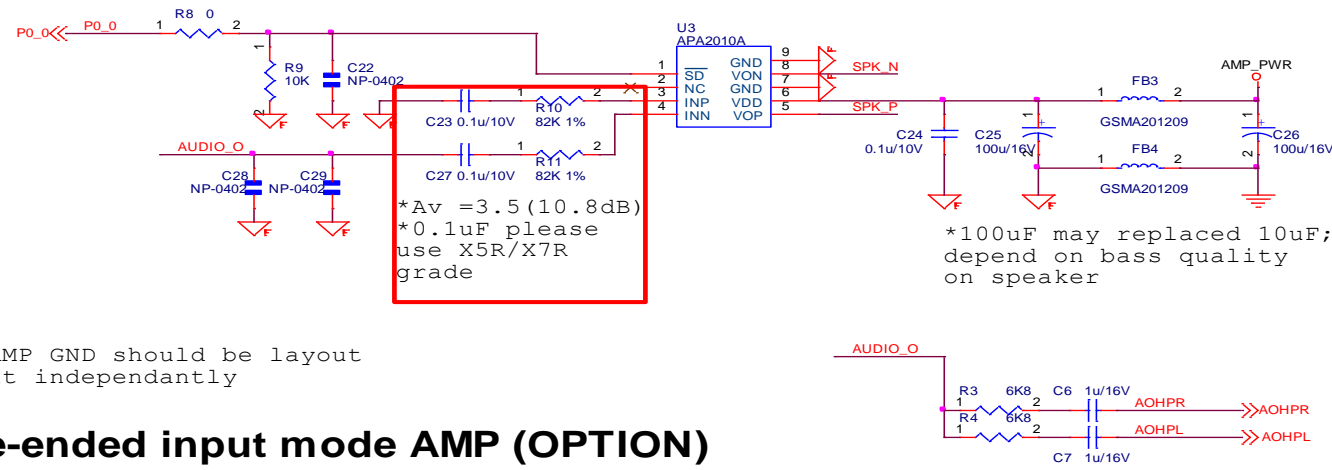 R8 0
P0_0 P0_0 1 2
U3
APA2010A
R9
10K
1
2
C22
NP-0402
1 SD
2 NC
3 INP
4 INN
GND 9
VON 8
GND 7
VDD 6
VOP 5
SPK_N
SPK_P
C23 0.1u/10V
1 R10 2
82K 1%
AUDIO_O
C27 0.1u/10V
1 R11 2
82K 1%
C28
NP-0402
C29
NP-0402
*Av =3.5(10.8dB)
*0.1uF please
use X5R/X7R
grade
C24
0.1u/10V
C25
100u/16V
1
2
FB3
1 2
GSMA201209
FB4
1 2
GSMA201209
AMP_PWR
C26
100u/16V
1
2
*100uF may replaced 10uF;
depend on bass quality
on speaker
AMP GND should be layout
t independantly
e-ended input mode AMP (OPTION)
AUDIO_O
R3 6K8 C6 1u/16V
1 2 AOHPR AOHPR
R4 6K8
1 2 AOHPL AOHPL
C7 1u/16V